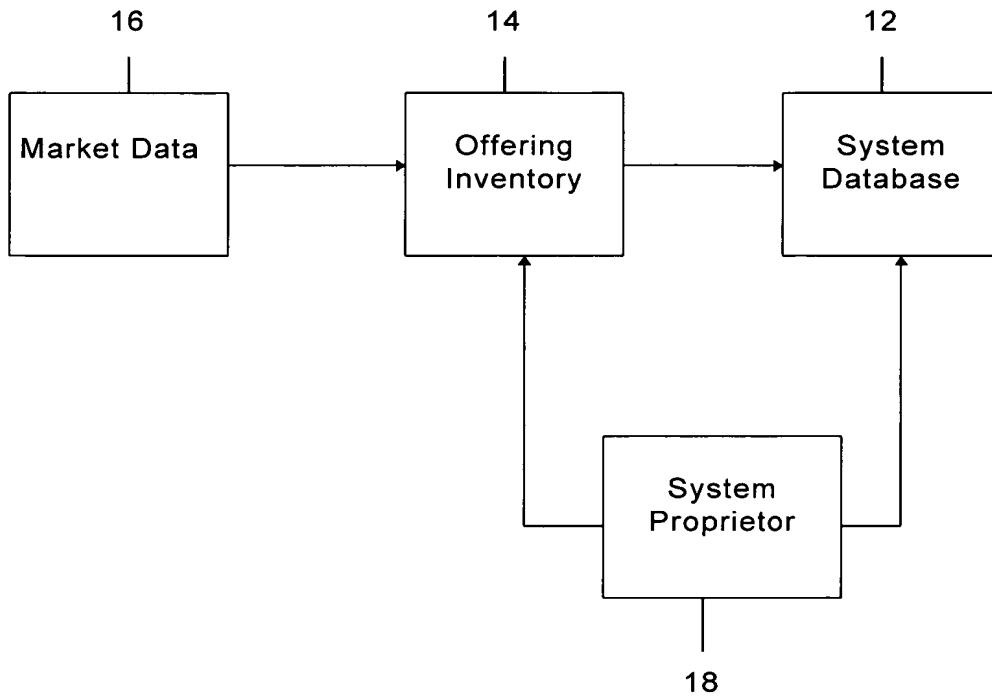 16
14
12
Market Data
Offering
Inventory
System
Database
System
Proprietor
18